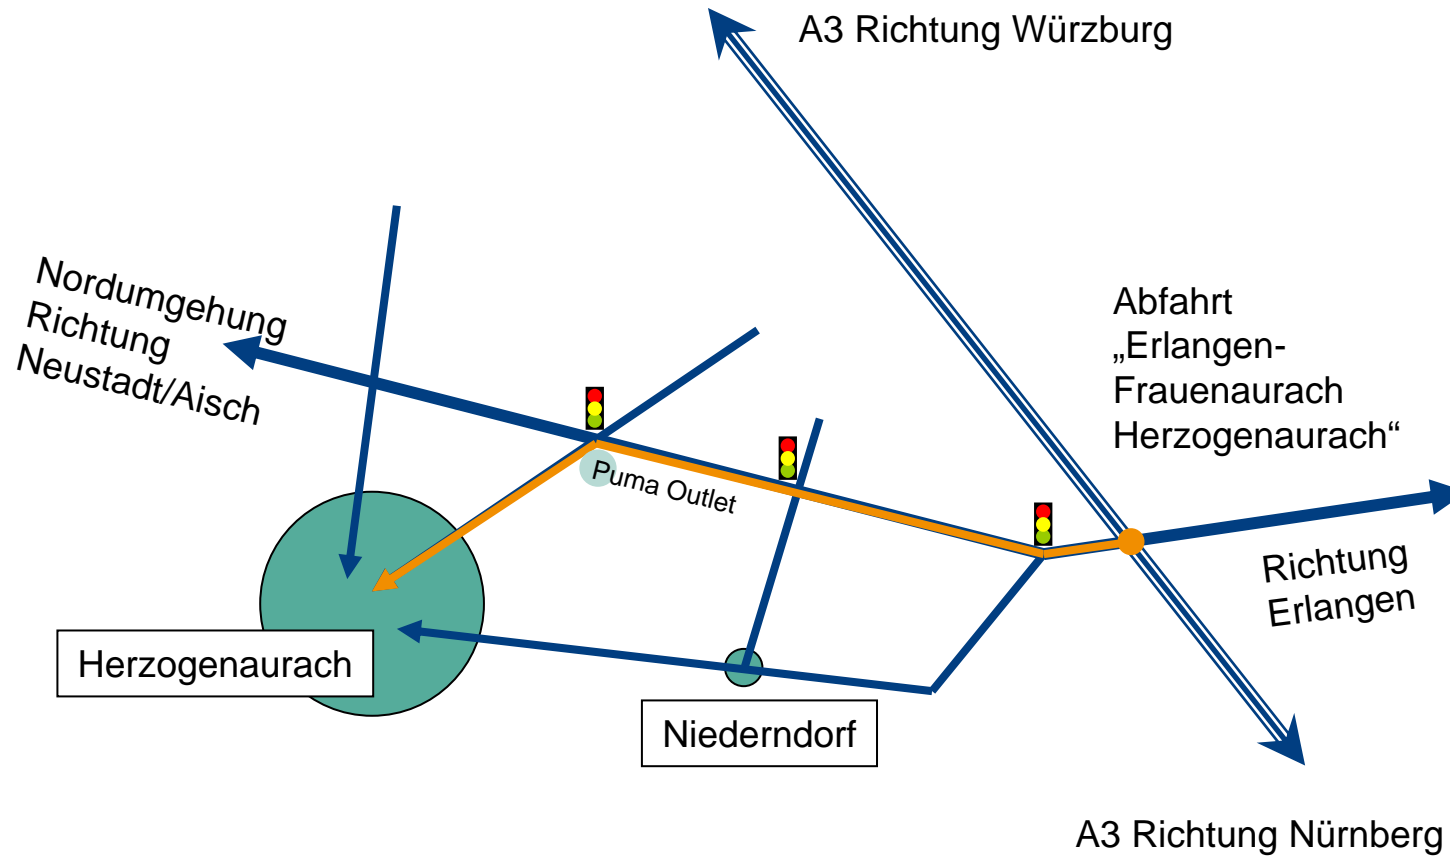 A3 Richtung Würzburg
Nordumgehung
Richtung
Neustadt/Aisch
Abfahrt
„Erlangen-
Frauenaurach
Herzogenaurach“
Puma Outlet
Richtung
Erlangen
Herzogenaurach
Niederndorf
A3 Richtung Nürnberg